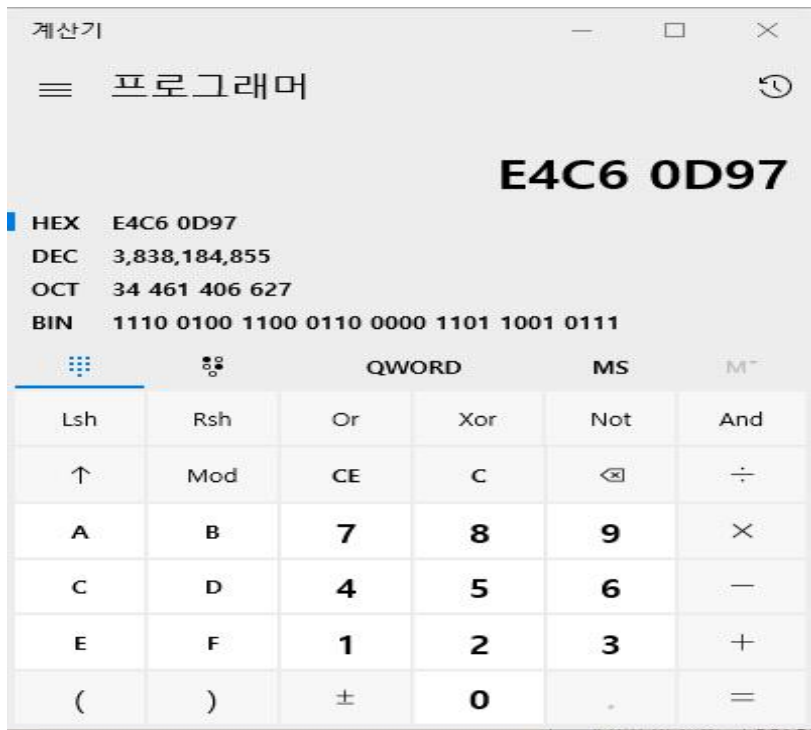 계산기
프로그래머
E4C6 0D97
HEX E4C6 0D97
DEC 3,838,184,855
OCT 34 461 406 627
BIN 1110 0100 1100 0110 0000 1101 1001 0111
QWORD MS M˅
Lsh Rsh Or Xor Not And
↑ Mod CE C ⌫ ÷
A B 7 8 9 ×
C D 4 5 6 −
E F 1 2 3 +
( ) ± 0 . =